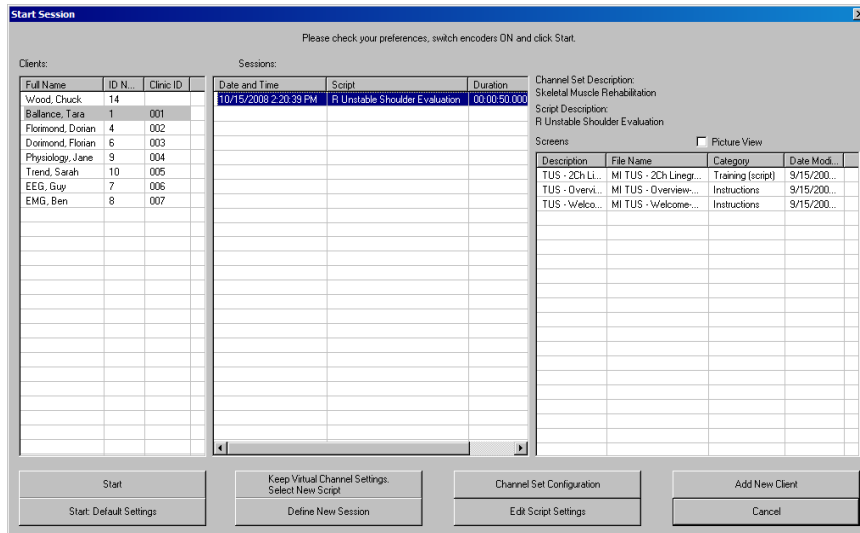 Start Session
Please check your preferences, switch encoders ON and click Start.
Clients:
Sessions:
Full Name ID N... Clinic ID
Wood, Chuck 14
Ballance, Tara 1 001
Florimond, Dorian 4 002
Dorimond, Florian 6 003
Physiology, Jane 9 004
Trend, Sarah 10 005
EEG, Guy 7 006
EMG, Ben 8 007
Date and Time Script Duration
10/15/2008 2:20:39 PM R Unstable Shoulder Evaluation 00:00:50.000
Channel Set Description:
Skeletal Muscle Rehabilitation
Script Description:
R Unstable Shoulder Evaluation
Screens Picture View
Description File Name Category Date Modi...
TUS - 2Ch Li... MI TUS - 2Ch Linegr... Training (script) 9/15/200...
TUS - Overvi... MI TUS - Overview-... Instructions 9/15/200...
TUS - Welco... MI TUS - Welcome-... Instructions 9/15/200...
Start
Keep Virtual Channel Settings.
Select New Script
Channel Set Configuration
Add New Client
Start: Default Settings
Define New Session
Edit Script Settings
Cancel